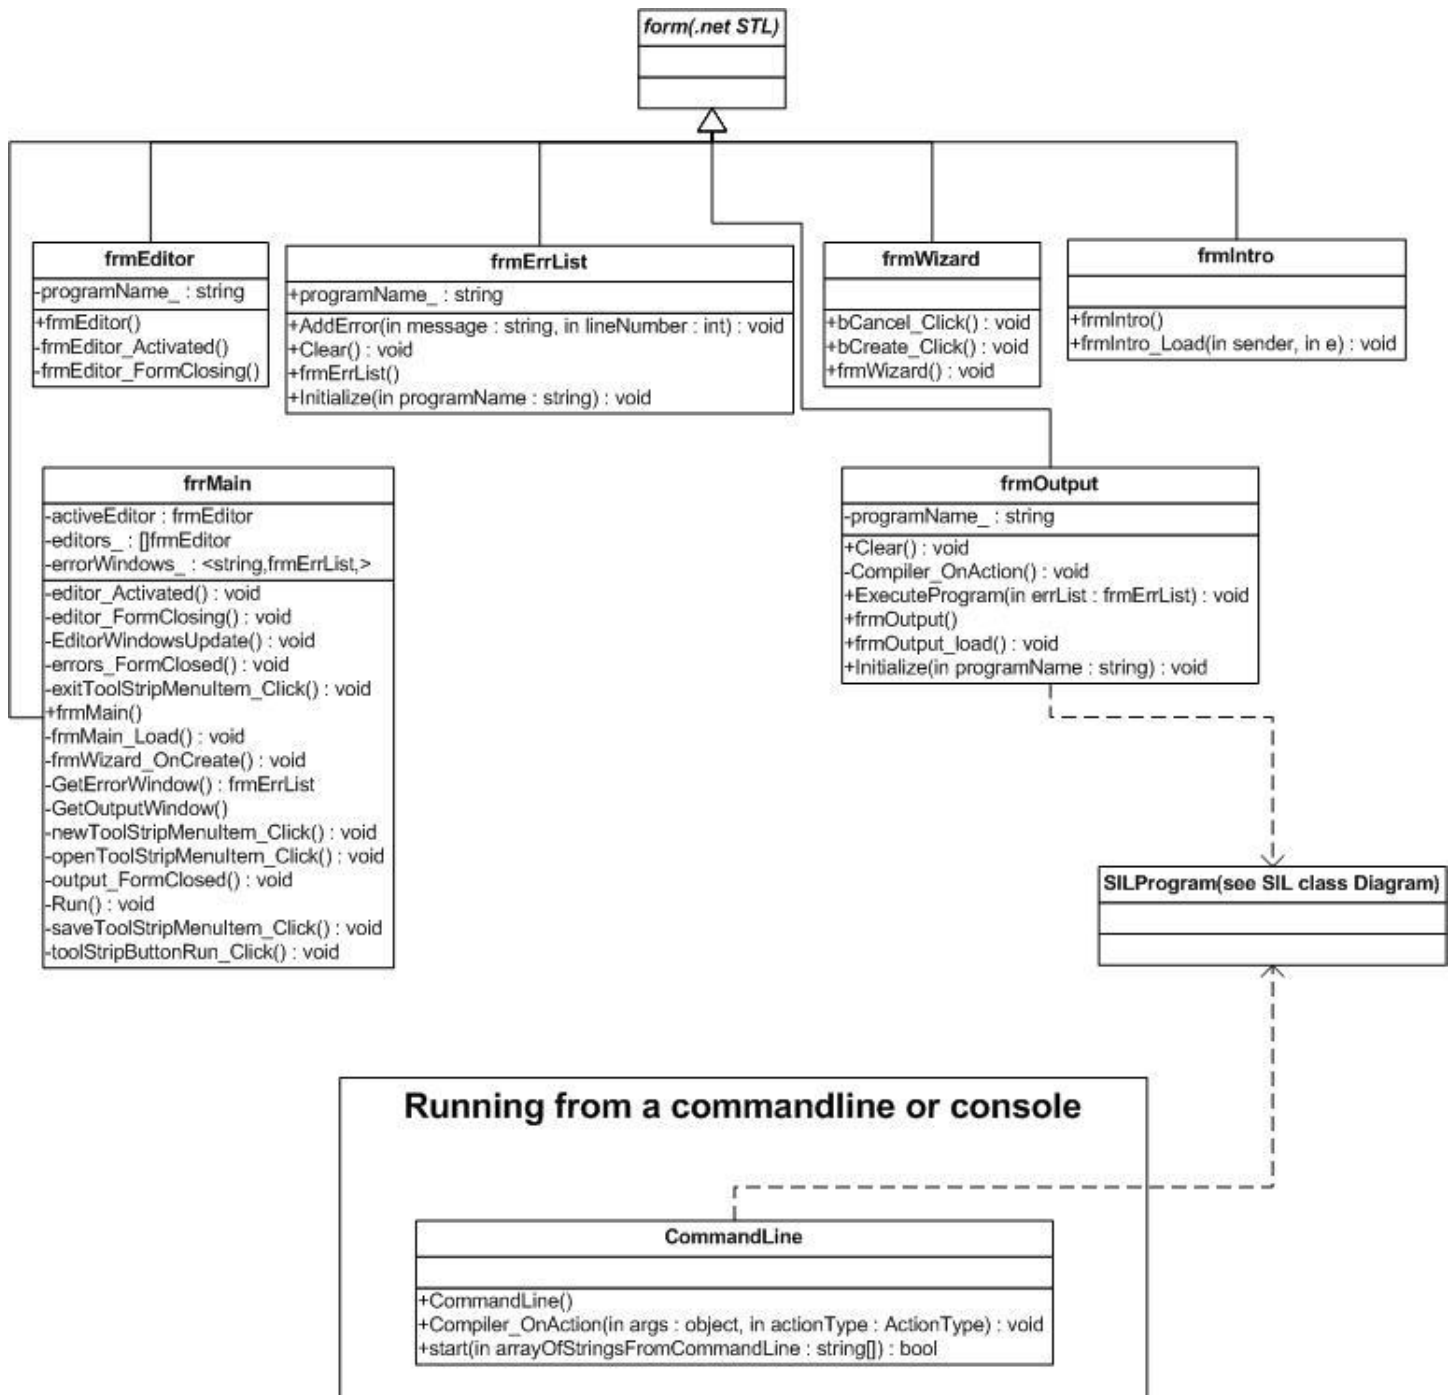 form(.net STL)
frmEditor
-programName_ : string
+frmEditor()
-frmEditor_Activated()
-frmEditor_FormClosing()
frmErrList
+programName_ : string
+AddError(in message : string, in lineNumber : int) : void
+Clear() : void
+frmErrList()
+Initialize(in programName : string) : void
frmWizard
+bCancel_Click() : void
+bCreate_Click() : void
+frmWizard() : void
frmIntro
+frmIntro()
+frmIntro_Load(in sender, in e) : void
frrMain
-activeEditor : frmEditor
-editors_ : []frmEditor
-errorWindows_ : <string,frmErrList,>
-editor_Activated() : void
-editor_FormClosing() : void
-EditorWindowsUpdate() : void
-errors_FormClosed() : void
-exitToolStripMenuItem_Click() : void
+frmMain()
-frmMain_Load() : void
-frmWizard_OnCreate() : void
-GetErrorWindow() : frmErrList
-GetOutputWindow()
-newToolStripMenuItem_Click() : void
-openToolStripMenuItem_Click() : void
-output_FormClosed() : void
-Run() : void
-saveToolStripMenuItem_Click() : void
-toolStripButtonRun_Click() : void
frmOutput
-programName_ : string
+Clear() : void
-Compiler_OnAction() : void
+ExecuteProgram(in errList : frmErrList) : void
+frmOutput()
+frmOutput_load() : void
+Initialize(in programName : string) : void
SILProgram(see SIL class Diagram)
Running from a commandline or console
CommandLine
+CommandLine()
+Compiler_OnAction(in args : object, in actionType : ActionType) : void
+start(in arrayOfStringsFromCommandLine : string[]) : bool